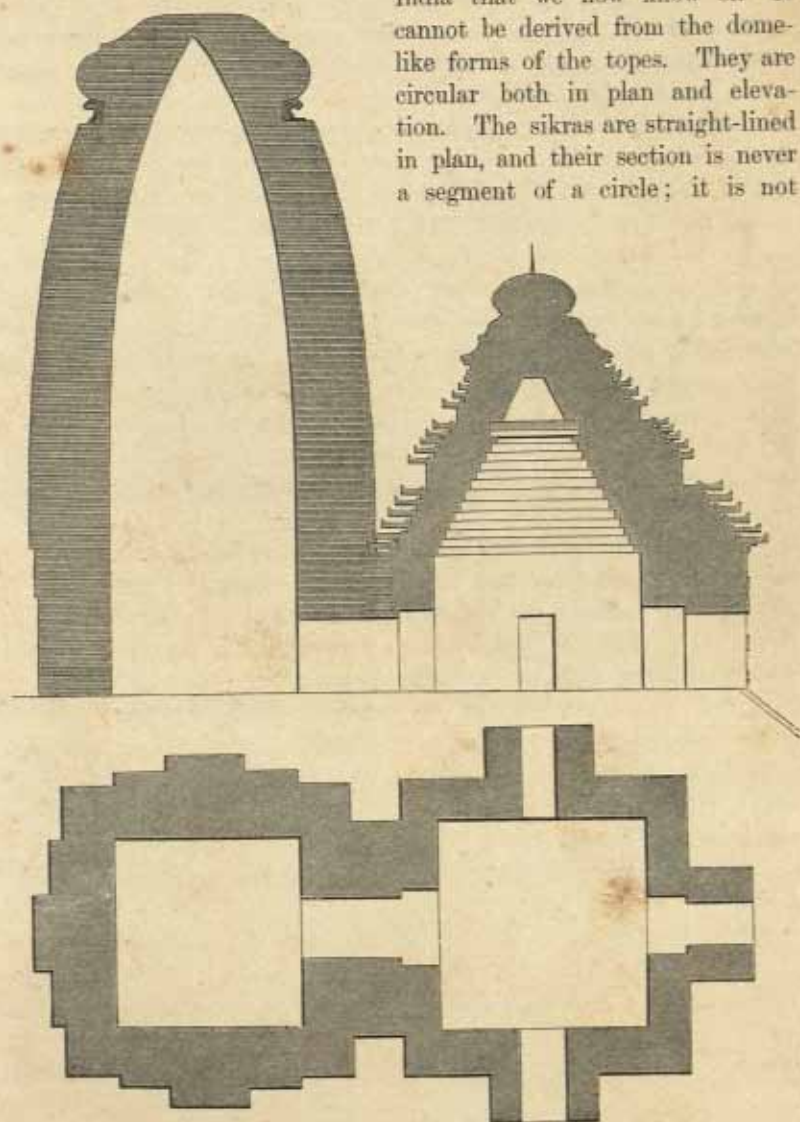 cannot be derived from the dome-
like forms of the topes. They are
circular both in plan and eleva-
tion. The sikras are straight-lined
in plan, and their section is never
a segment of a circle; it is not